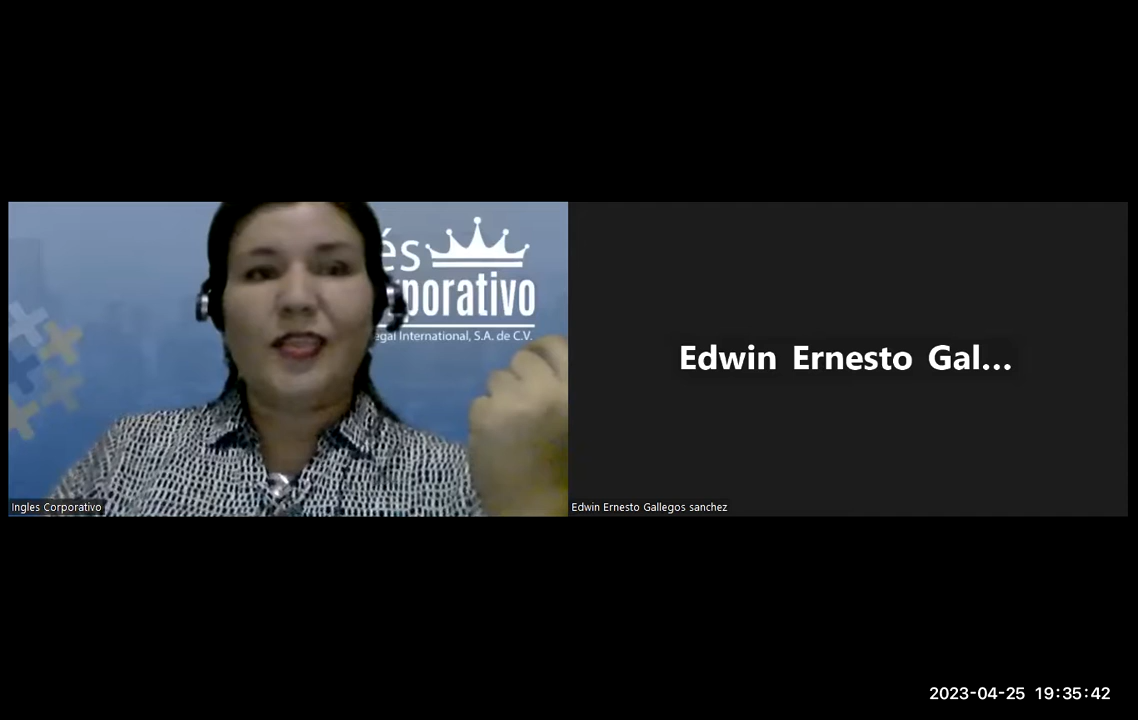 és
porativo
egal International, S.A. de C.V.
Ingles Corporativo
Edwin Ernesto Gal...
Edwin Ernesto Gallegos sanchez
2023-04-25 19:35:42